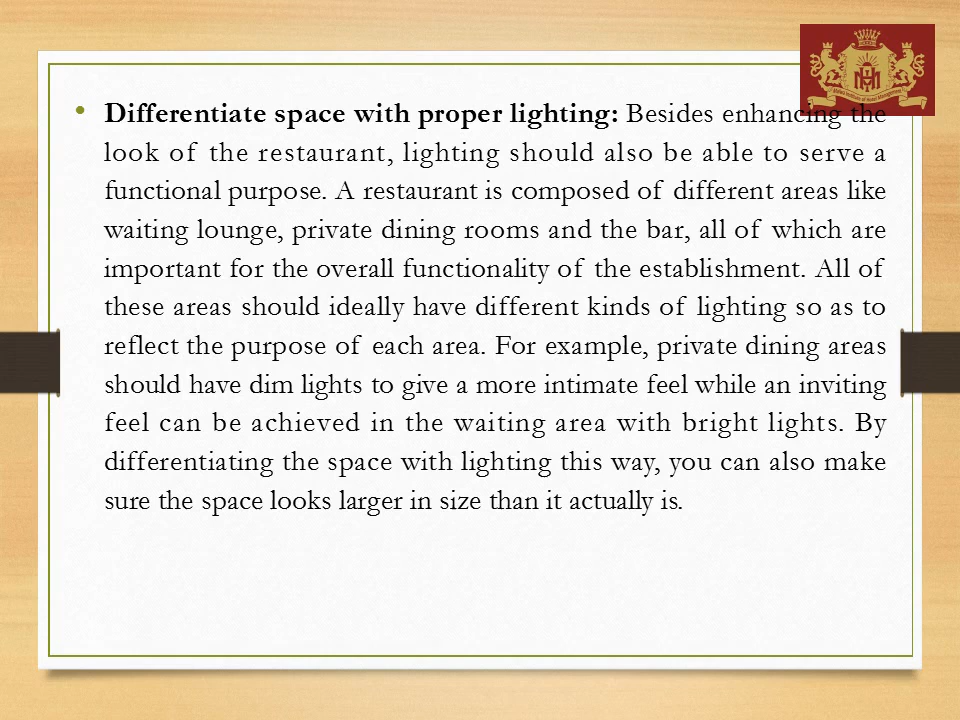 • Differentiate space with proper lighting: Besides enhancing the
look of the restaurant, lighting should also be able to serve a
functional purpose. A restaurant is composed of different areas like
waiting lounge, private dining rooms and the bar, all of which are
important for the overall functionality of the establishment. All of
these areas should ideally have different kinds of lighting so as to
reflect the purpose of each area. For example, private dining areas
should have dim lights to give a more intimate feel while an inviting
feel can be achieved in the waiting area with bright lights. By
differentiating the space with lighting this way, you can also make
sure the space looks larger in size than it actually is.